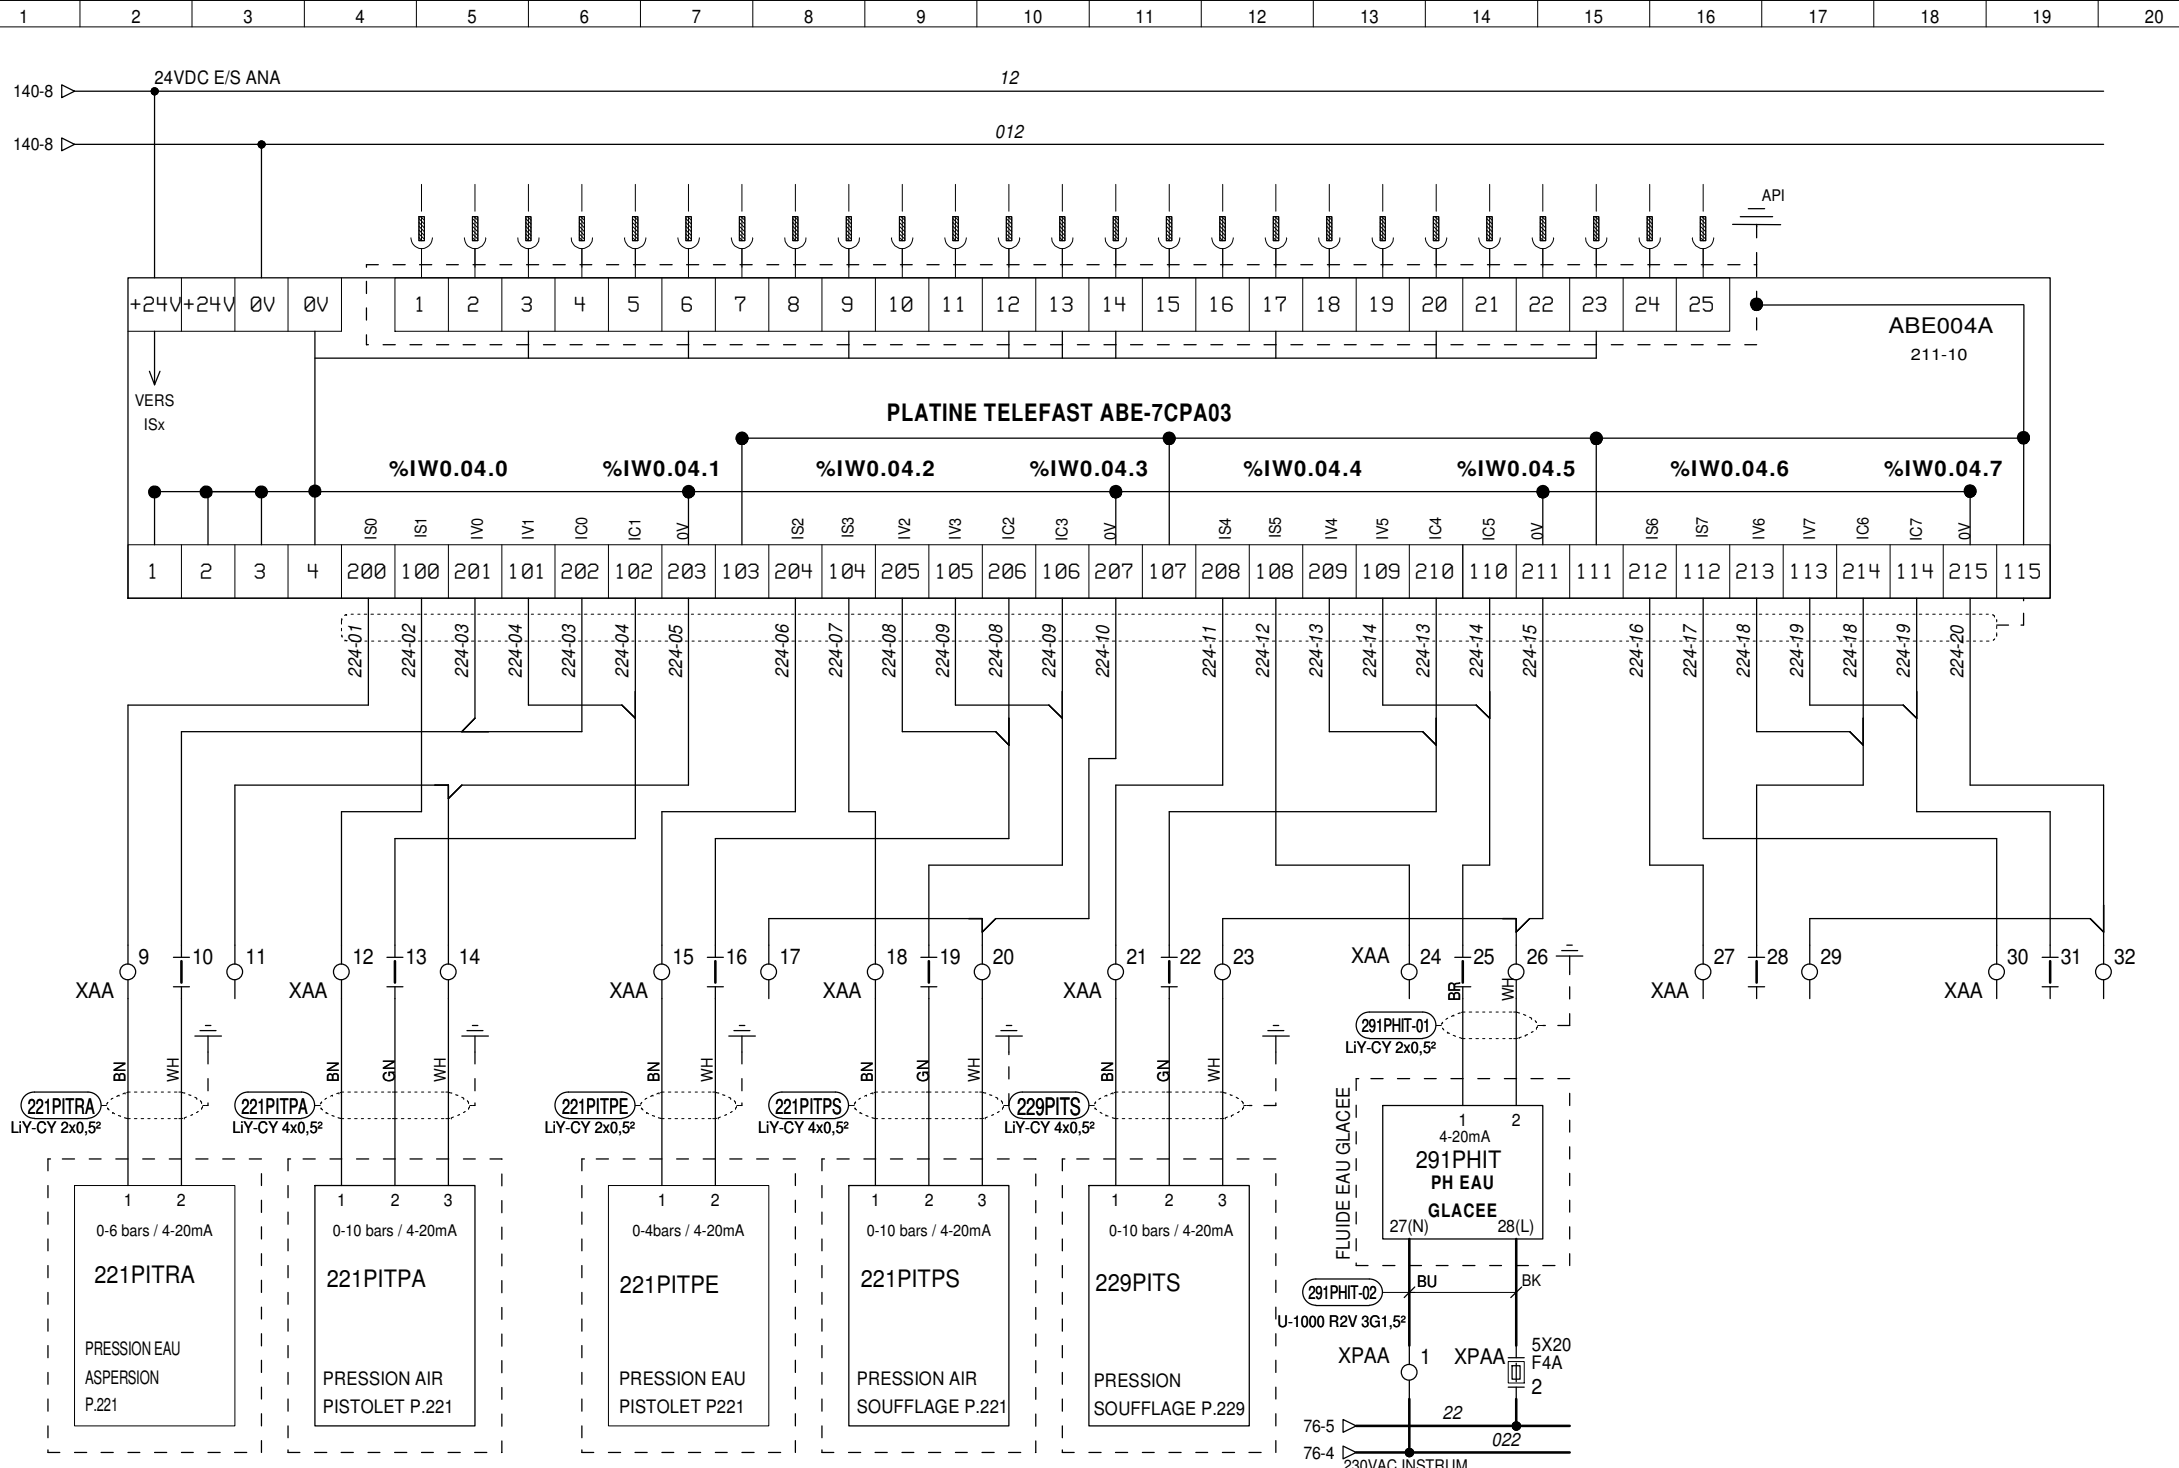 1 2 3 4 5 6 7 8 9 10 11 12 13 14 15 16 17 18 19 20
24VDC E/S ANA
140-8
12
140-8
012
API
+24V +24V 0V 0V 1 2 3 4 5 6 7 8 9 10 11 12 13 14 15 16 17 18 19 20 21 22 23 24 25
ABE004A
211-10
VERS
ISx
PLATINE TELEFAST ABE-7CPA03
%IW0.04.0 %IW0.04.1 %IW0.04.2 %IW0.04.3 %IW0.04.4 %IW0.04.5 %IW0.04.6 %IW0.04.7
IS0 IS1 IV0 IV1 IC0 IC1 0V IS2 IS3 IV2 IV3 IC2 IC3 0V IS4 IS5 IV4 IV5 IC4 IC5 0V IS6 IS7 IV6 IV7 IC6 IC7 0V
1 2 3 4 200 100 201 101 202 102 203 103 204 104 205 105 206 106 207 107 208 108 209 109 210 110 211 111 212 112 213 113 214 114 215 115
224-01 224-02 224-03 224-04 224-03 224-04 224-05 224-06 224-07 224-08 224-09 224-08 224-09 224-10 224-11 224-12 224-13 224-14 224-13 224-14 224-15 224-16 224-17 224-18 224-19 224-18 224-19 224-20
9 10 11 12 13 14 15 16 17 18 19 20 21 22 23 XAA 24 25 26 27 28 29 30 31 32
XAA XAA XAA XAA XAA BR WH XAA XAA
291PHIT-01
LiY-CY 2x0,5²
BN WH BN GN WH BN WH BN GN WH BN GN WH
221PITRA 221PITPA 221PITPE 221PITPS 229PITS
LiY-CY 2x0,5² LiY-CY 4x0,5² LiY-CY 2x0,5² LiY-CY 4x0,5² LiY-CY 4x0,5²
FLUIDE EAU GLACEE
1 2
4-20mA
291PHIT
PH EAU
GLACEE
27(N) 28(L)
1 2
0-6 bars / 4-20mA
221PITRA
PRESSION EAU
ASPERSION
P.221
1 2 3
0-10 bars / 4-20mA
221PITPA
PRESSION AIR
PISTOLET P.221
1 2
0-4bars / 4-20mA
221PITPE
PRESSION EAU
PISTOLET P221
1 2 3
0-10 bars / 4-20mA
221PITPS
PRESSION AIR
SOUFFLAGE P.221
1 2 3
0-10 bars / 4-20mA
229PITS
PRESSION
SOUFFLAGE P.229
BU BK
291PHIT-02
U-1000 R2V 3G1,5²
XPAA 1 XPAA 5X20
F4A
2
76-5 22
76-4 022
230VAC INSTRUM